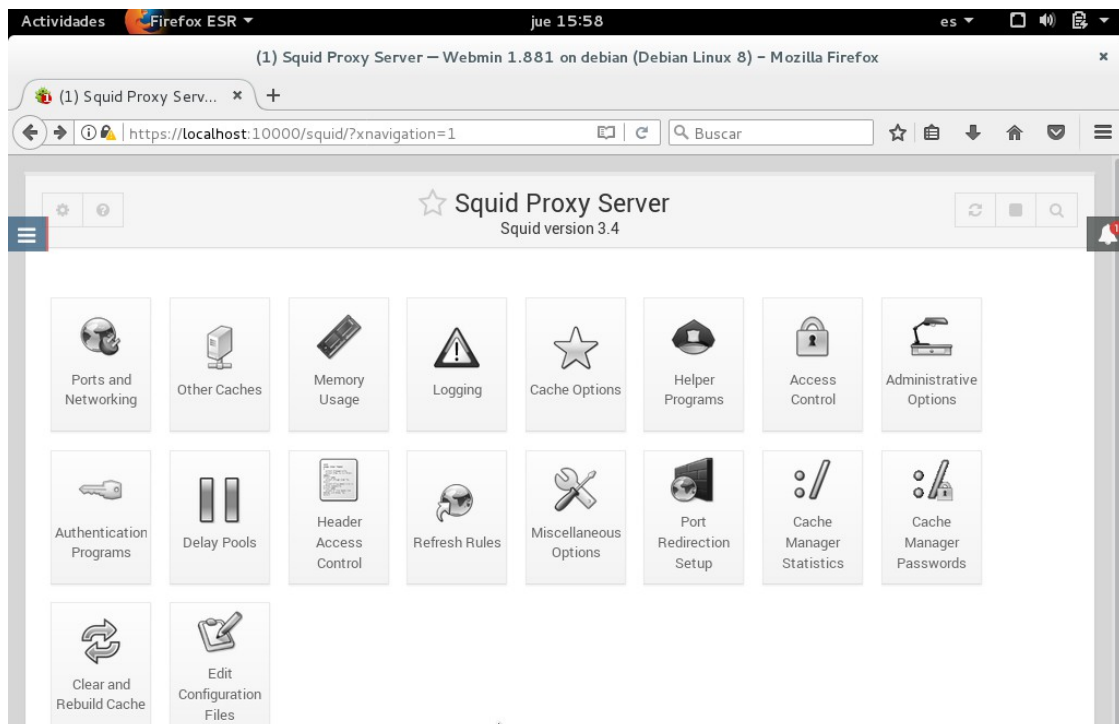 Actividades Firefox ESR jue 15:58 es
(1) Squid Proxy Server — Webmin 1.881 on debian (Debian Linux 8) – Mozilla Firefox
(1) Squid Proxy Serv...
https://localhost:10000/squid/?xnavigation=1 Buscar
Squid Proxy Server
Squid version 3.4
1
Ports and
Networking
Other Caches
Memory
Usage
Logging
Cache Options
Helper
Programs
Access
Control
Administrative
Options
Authentication
Programs
Delay Pools
Header
Access
Control
Refresh Rules
Miscellaneous
Options
Port
Redirection
Setup
Cache
Manager
Statistics
Cache
Manager
Passwords
Clear and
Rebuild Cache
Edit
Configuration
Files